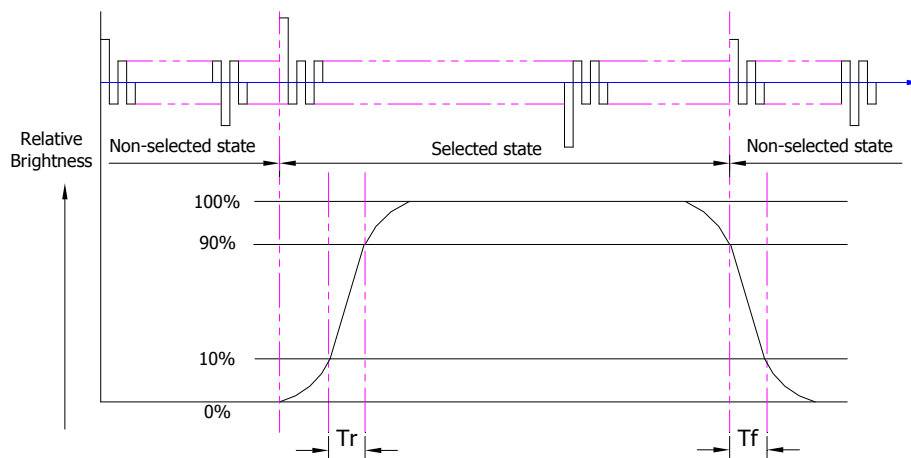 Relative
Brightness
Non-selected state
Selected state
Non-selected state
100%
90%
10%
0%
Tr
Tf